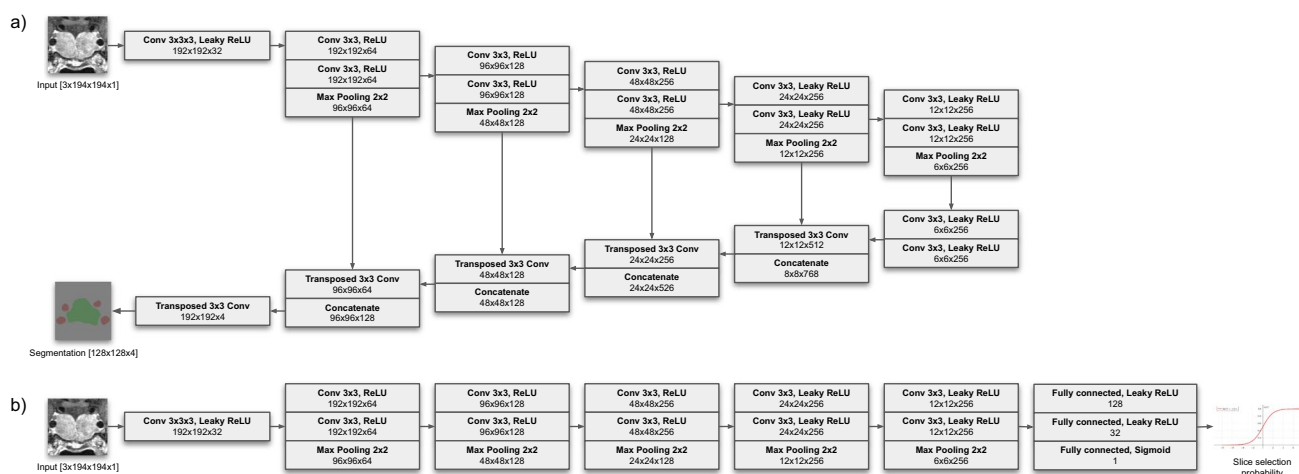 a)
Input [3x194x194x1]
Conv 3x3x3, Leaky ReLU
192x192x32
Conv 3x3, ReLU
192x192x64
Conv 3x3, ReLU
192x192x64
Max Pooling 2x2
96x96x64
Conv 3x3, ReLU
96x96x128
Conv 3x3, ReLU
96x96x128
Max Pooling 2x2
48x48x128
Conv 3x3, ReLU
48x48x256
Conv 3x3, ReLU
48x48x256
Max Pooling 2x2
24x24x128
Conv 3x3, Leaky ReLU
24x24x256
Conv 3x3, Leaky ReLU
24x24x256
Max Pooling 2x2
12x12x256
Conv 3x3, Leaky ReLU
12x12x256
Conv 3x3, Leaky ReLU
12x12x256
Max Pooling 2x2
6x6x256
Conv 3x3, Leaky ReLU
6x6x256
Conv 3x3, Leaky ReLU
6x6x256
Transposed 3x3 Conv
12x12x512
Concatenate
8x8x768
Transposed 3x3 Conv
24x24x256
Concatenate
24x24x526
Transposed 3x3 Conv
48x48x128
Concatenate
48x48x128
Transposed 3x3 Conv
96x96x64
Concatenate
96x96x128
Transposed 3x3 Conv
192x192x4
Segmentation [128x128x4]
b)
Input [3x194x194x1]
Conv 3x3x3, Leaky ReLU
192x192x32
Conv 3x3, ReLU
192x192x64
Conv 3x3, ReLU
192x192x64
Max Pooling 2x2
96x96x64
Conv 3x3, ReLU
96x96x128
Conv 3x3, ReLU
96x96x128
Max Pooling 2x2
48x48x128
Conv 3x3, ReLU
48x48x256
Conv 3x3, ReLU
48x48x256
Max Pooling 2x2
24x24x128
Conv 3x3, Leaky ReLU
24x24x256
Conv 3x3, Leaky ReLU
24x24x256
Max Pooling 2x2
12x12x256
Conv 3x3, Leaky ReLU
12x12x256
Conv 3x3, Leaky ReLU
12x12x256
Max Pooling 2x2
6x6x256
Fully connected, Leaky ReLU
128
Fully connected, Leaky ReLU
32
Fully connected, Sigmoid
1
Slice selection
probability